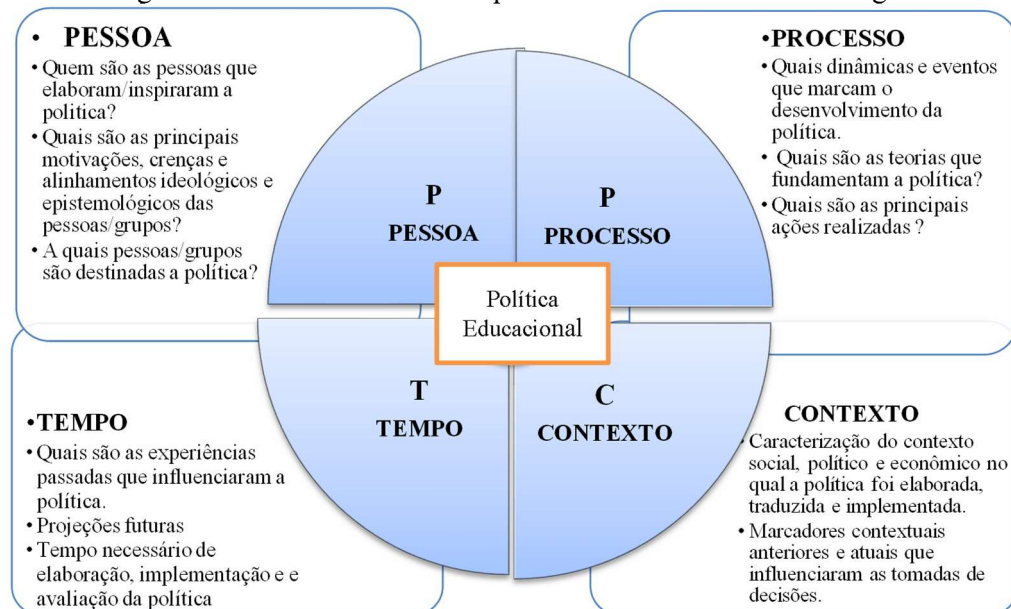 • PESSOA
• Quem são as pessoas que
elaboram/inspiraram a
politica?
• Quais são as principais
motivações, crenças e
alinhamentos ideológicos e
epistemológicos das
pessoas/grupos?
• A quais pessoas/grupos
são destinadas a política?
•PROCESSO
• Quais dinâmicas e eventos
que marcam o
desenvolvimento da
política.
• Quais são as teorias que
fundamentam a política?
• Quais são as principais
ações realizadas ?
P
PESSOA
P
PROCESSO
Política
Educacional
T
TEMPO
C
CONTEXTO
•TEMPO
• Quais são as experiências
passadas que influenciaram a
política.
• Projeções futuras
• Tempo necessário de
elaboração, implementação e e
avaliação da política
CONTEXTO
• Caracterização do contexto
social, político e econômico no
qual a política foi elaborada,
traduzida e implementada.
• Marcadores contextuais
anteriores e atuais que
influenciaram as tomadas de
decisões.